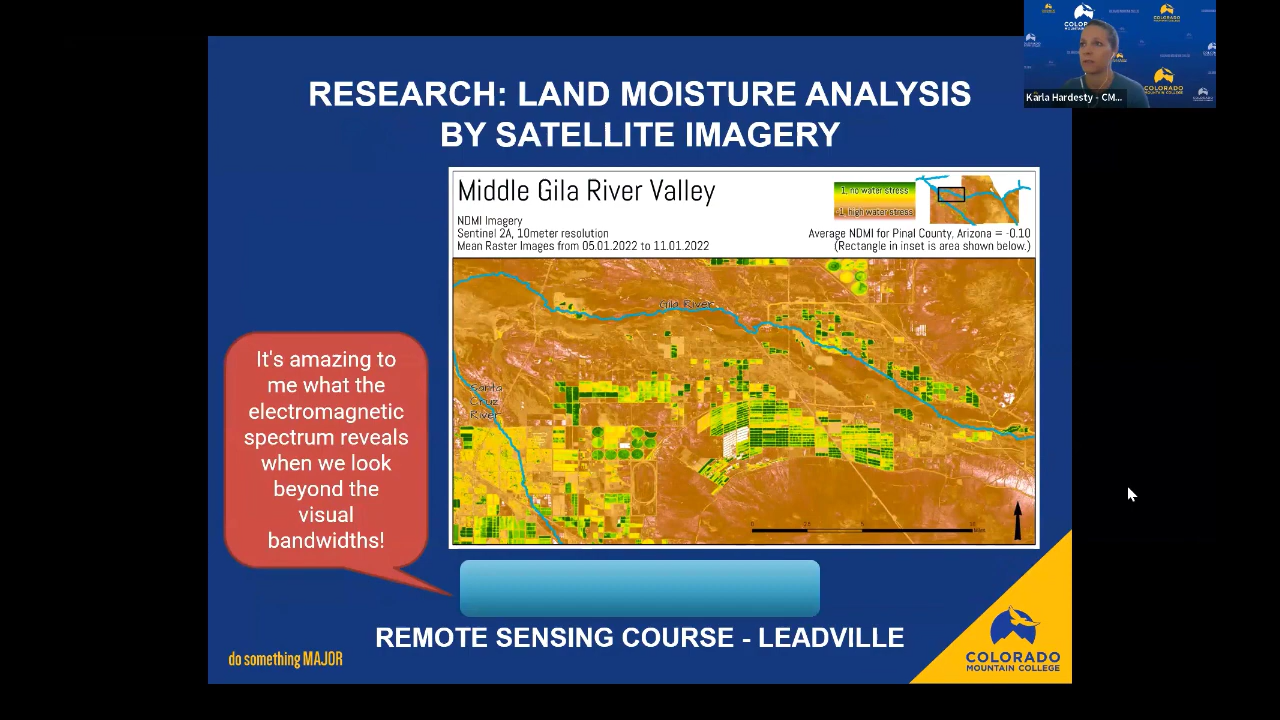 RESEARCH: LAND MOISTURE ANALYSIS
BY SATELLITE IMAGERY
Karla Hardesty - CM...
COLORADO
Middle Gila River Valley
NDMI Imagery
Sentinel 2A, 10meter resolution
Mean Raster Images from 05.01.2022 to 11.01.2022
1, no water stress
-1, high water stress
Average NDMI for Pinal County, Arizona = -0.10
(Rectangle in inset is area shown below.)
Gila River
Santa
Cruz
River
It's amazing to
me what the
electromagnetic
spectrum reveals
when we look
beyond the
visual
bandwidths!
REMOTE SENSING COURSE - LEADVILLE
do something MAJOR
COLORADO
MOUNTAIN COLLEGE